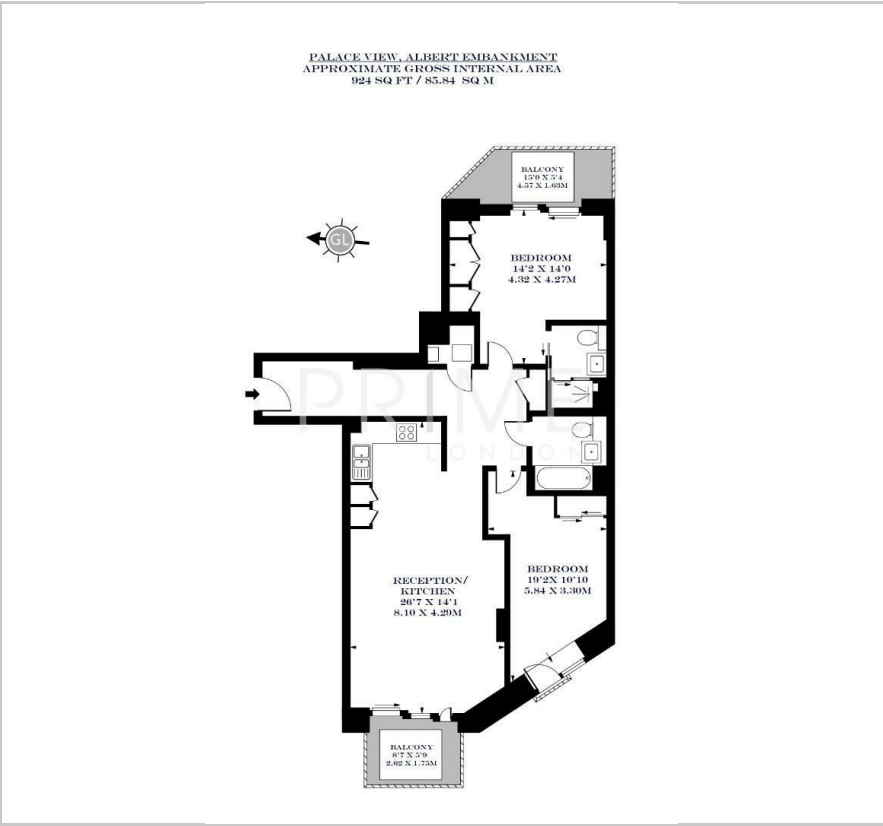 PALACE VIEW, ALBERT EMBANKMENT
APPROXIMATE GROSS INTERNAL AREA
924 SQ FT / 85.84 SQ M
BALCONY
15'0 X 5'4
4.57 X 1.63M
GL
BEDROOM
14'2 X 14'0
4.32 X 4.27M
PRIME
LONDON
BEDROOM
19'2X 10'10
5.84 X 3.30M
RECEPTION/
KITCHEN
26'7 X 14'1
8.10 X 4.29M
BALCONY
8'7 X 5'9
2.62 X 1.75M